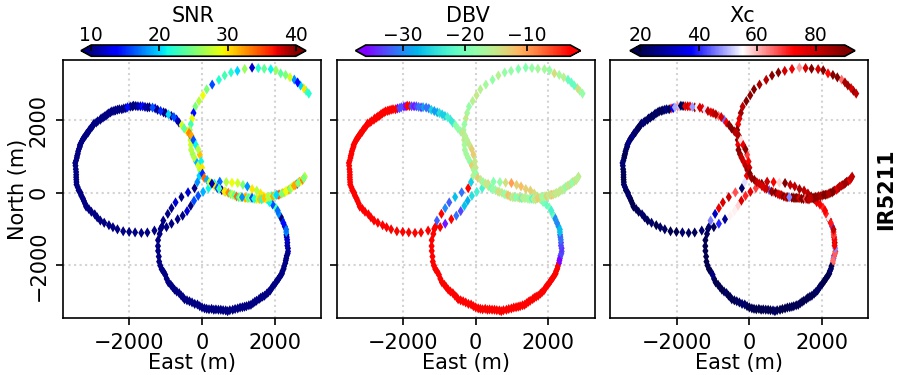 SNR DBV Xc
10 20 30 40 −30 −20 −10 20 40 60 80
2000
0
−2000
North (m)
IR5211
−2000 0 2000 −2000 0 2000 −2000 0 2000
East (m) East (m) East (m)